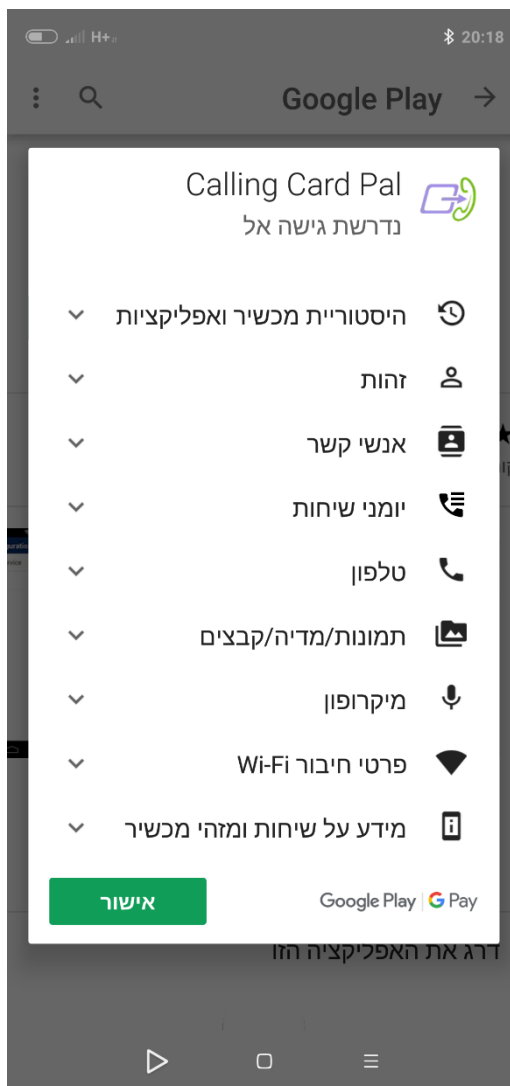 H+ 20:18
Google Play
Calling Card Pal
נדרשת גישה אל
היסטוריית מכשיר ואפליקציות
זהות
אנשי קשר
יומני שיחות
טלפון
תמונות/מדיה/קבצים
מיקרופון
פרטי חיבור Wi-Fi
מידע על שיחות ומזהי מכשיר
אישור
Google Play | G Pay
דרג את האפליקציה הזו